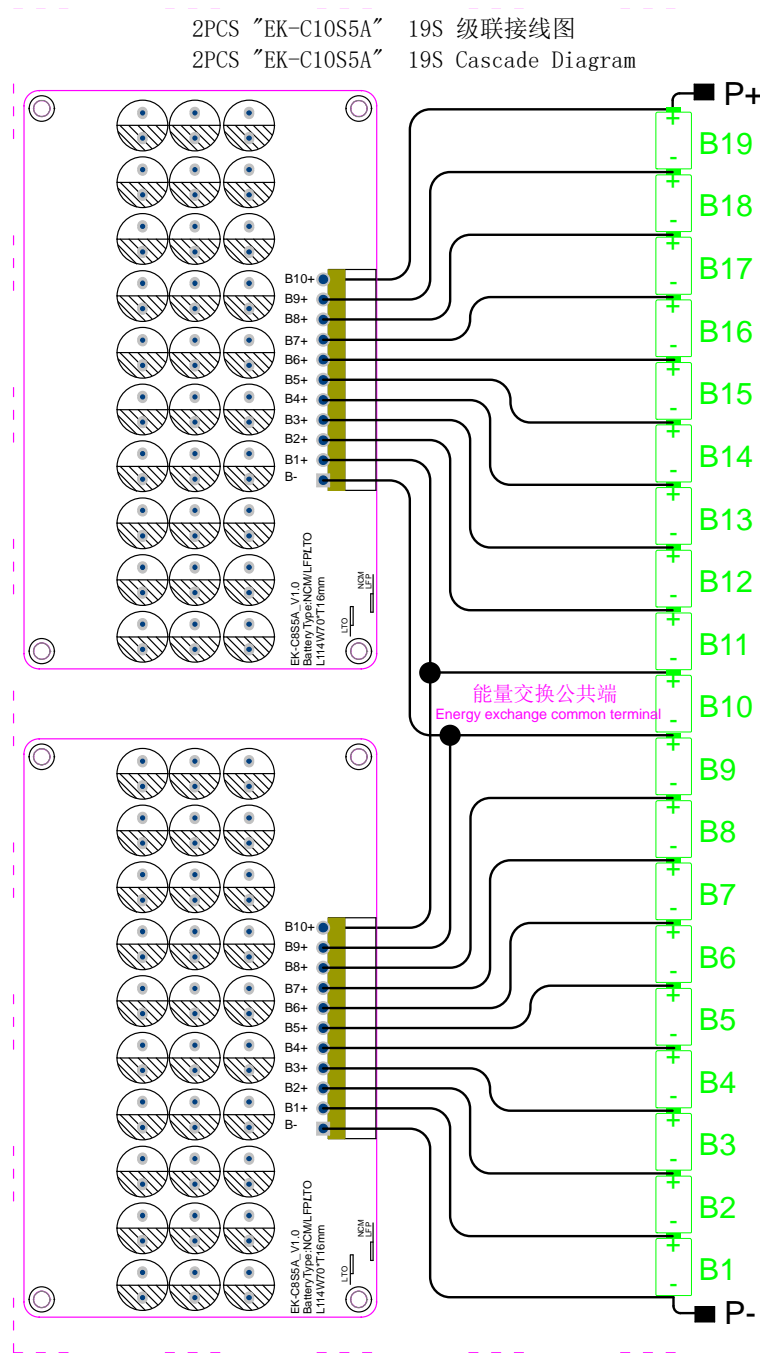 2PCS "EK-C10S5A" 19S 级联接线图
2PCS "EK-C10S5A" 19S Cascade Diagram
P+
+
-
B19
+
-
B18
+
-
B17
+
-
B16
+
-
B15
+
-
B14
+
-
B13
+
-
B12
+
-
B11
+
-
B10
+
-
B9
+
-
B8
+
-
B7
+
-
B6
+
-
B5
+
-
B4
+
-
B3
+
-
B2
+
-
B1
P-
B10+
B9+
B8+
B7+
B6+
B5+
B4+
B3+
B2+
B1+
B-
EK-C8S5A_V1.0
BatteryType:NCM/LFP/LTO
L114W70*T16mm
LTO
NCM
LFP
能量交换公共端
Energy exchange common terminal
B10+
B9+
B8+
B7+
B6+
B5+
B4+
B3+
B2+
B1+
B-
EK-C8S5A_V1.0
BatteryType:NCM/LFP/LTO
L114W70*T16mm
LTO
NCM
LFP